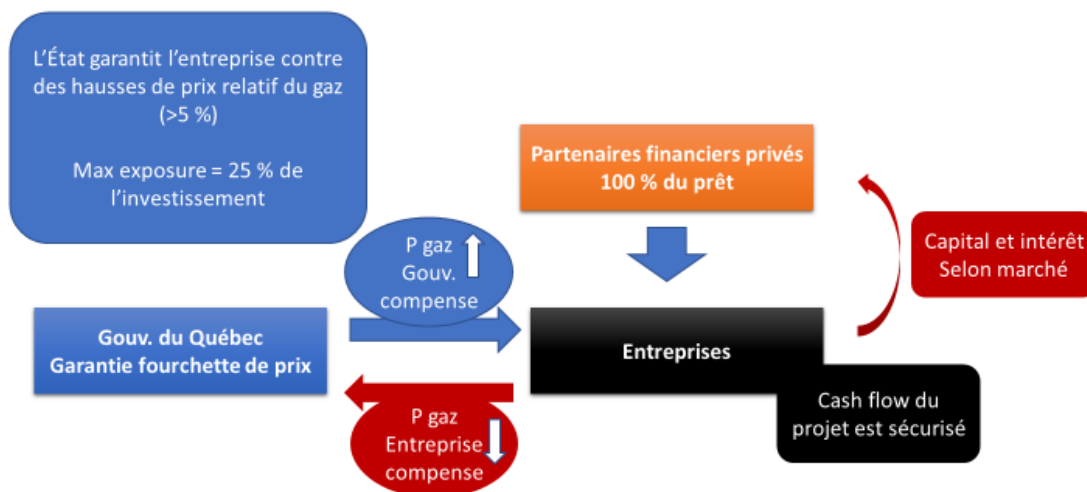 L'État garantit l'entreprise contre
des hausses de prix relatif du gaz
(>5 %)
Max exposure = 25 % de
l'investissement
Partenaires financiers privés
100 % du prêt
P gaz
Gouv.
compense
Capital et intérêt
Selon marché
Gouv. du Québec
Garantie fourchette de prix
Entreprises
P gaz
Entreprise
compense
Cash flow du
projet est sécurisé